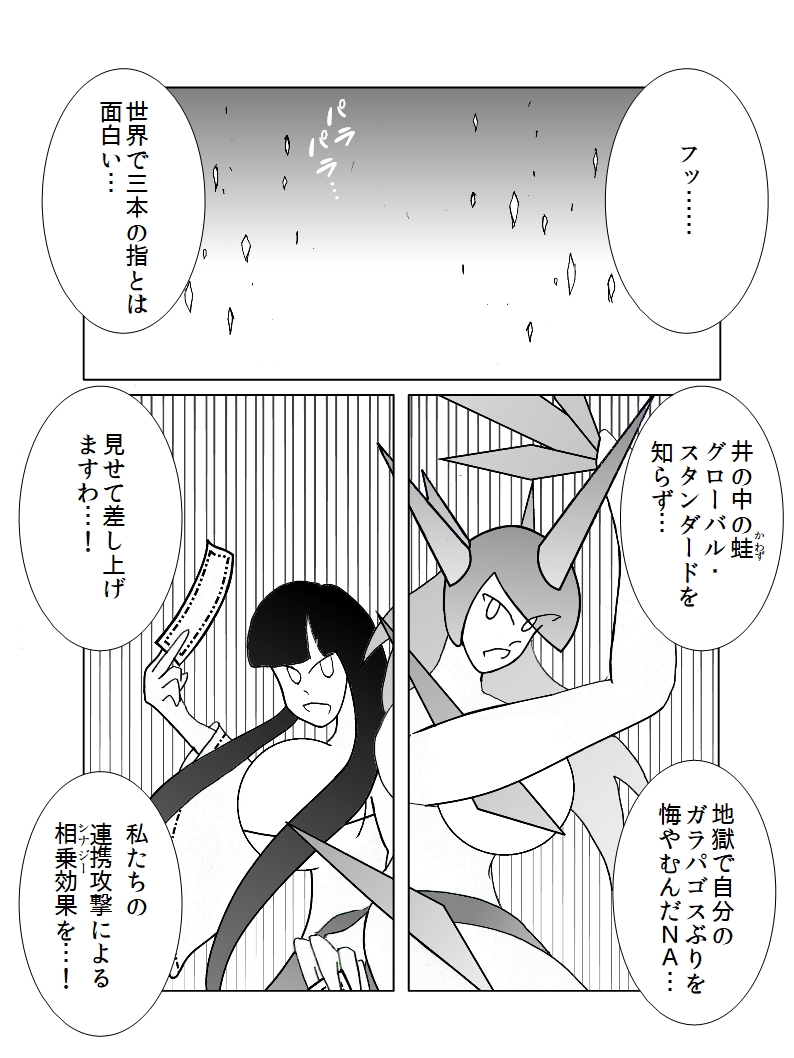 フッ……
パラ
パラ…
世界で三本の指とは
面白い…
井の中の蛙
かわず
グローバル・
スタンダードを
知らず…
地獄で自分の
ガラパゴスぶりを
悔やむんだNA…
見せて差し上げ
ますわ…！
私たちの
連携攻撃による
シナジー
相乗効果を…！